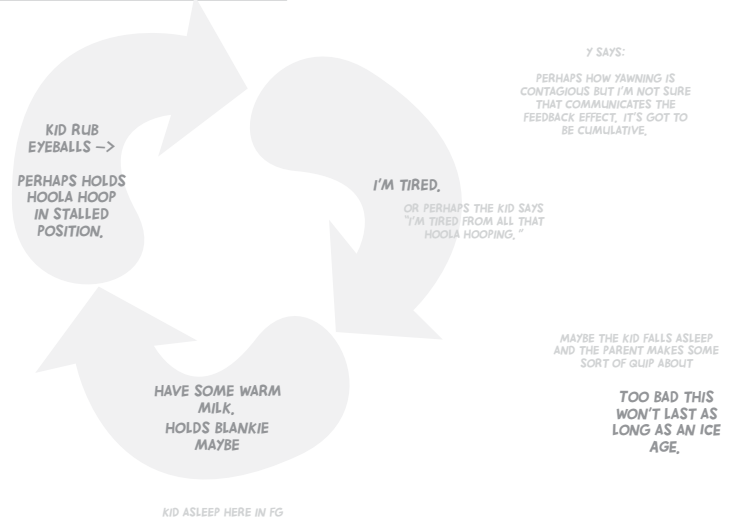 Y SAYS:
PERHAPS HOW YAWNING IS
CONTAGIOUS BUT I'M NOT SURE
THAT COMMUNICATES THE
FEEDBACK EFFECT. IT'S GOT TO
BE CUMULATIVE.
KID RUB
EYEBALLS —>
PERHAPS HOLDS
HOOLA HOOP
IN STALLED
POSITION.
I'M TIRED.
OR PERHAPS THE KID SAYS
"I'M TIRED FROM ALL THAT
HOOLA HOOPING."
MAYBE THE KID FALLS ASLEEP
AND THE PARENT MAKES SOME
SORT OF QUIP ABOUT
TOO BAD THIS
WON'T LAST AS
LONG AS AN ICE
AGE.
HAVE SOME WARM
MILK.
HOLDS BLANKIE
MAYBE
KID ASLEEP HERE IN FG